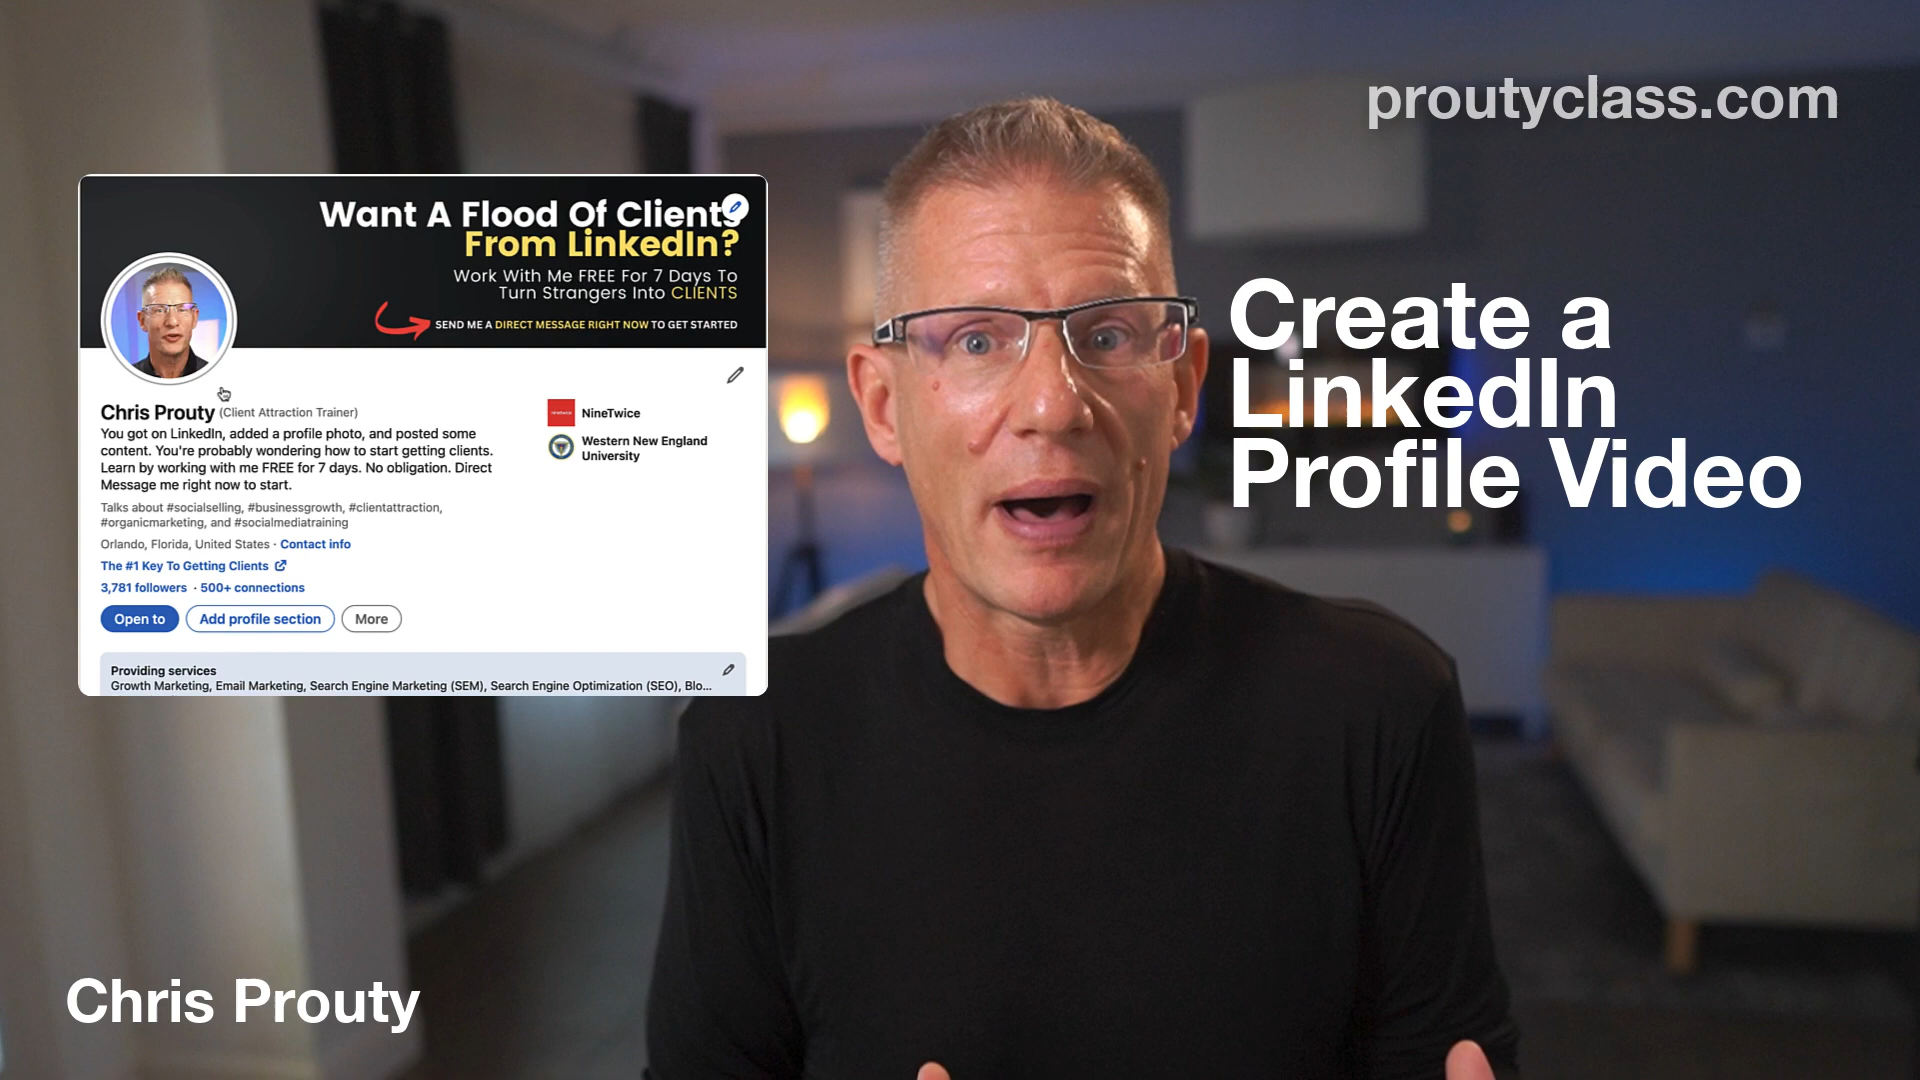 proutyclass.com
Want A Flood Of Clients
From LinkedIn?
Work With Me FREE For 7 Days To
Turn Strangers Into CLIENTS
SEND ME A DIRECT MESSAGE RIGHT NOW TO GET STARTED
Chris Prouty (Client Attraction Trainer)
You got on LinkedIn, added a profile photo, and posted some
content. You're probably wondering how to start getting clients.
Learn by working with me FREE for 7 days. No obligation. Direct
Message me right now to start.
Talks about #socialselling, #businessgrowth, #clientattraction,
#organicmarketing, and #socialmediatraining
Orlando, Florida, United States · Contact info
The #1 Key To Getting Clients
3,781 followers · 500+ connections
Open to
Add profile section
More
NineTwice
Western New England
University
Providing services
Growth Marketing, Email Marketing, Search Engine Marketing (SEM), Search Engine Optimization (SEO), Blo...
Create a
LinkedIn
Profile Video
Chris Prouty